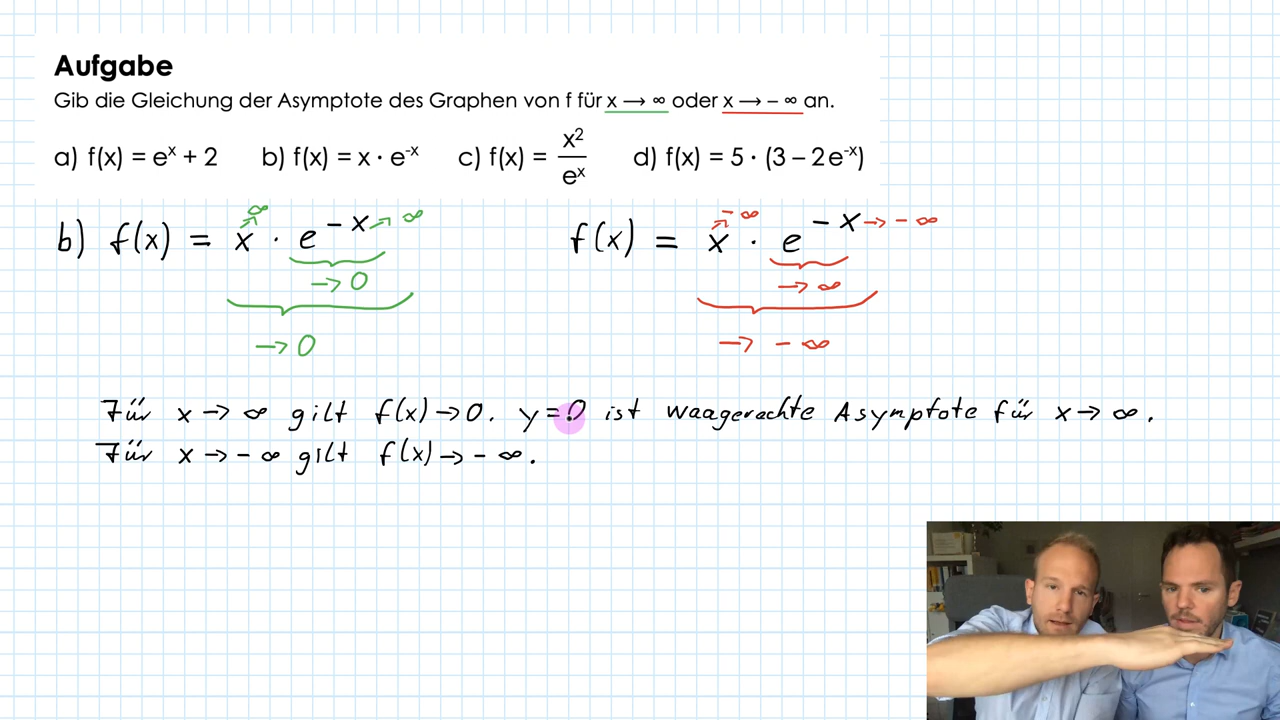 Aufgabe
Gib die Gleichung der Asymptote des Graphen von f für x → ∞ oder x → – ∞ an.
a) f(x) = eˣ + 2 b) f(x) = x · e⁻ˣ c) f(x) = x²/eˣ d) f(x) = 5 · (3 – 2e⁻ˣ)
∞ ∞ - ∞
b) f(x) = x · e^-x → ∞ f(x) = x · e^-x → - ∞
→ 0 → ∞
→ 0 → - ∞
Für x → ∞ gilt f(x) → 0. y = 0 ist waagerechte Asymptote für x → ∞.
Für x → - ∞ gilt f(x) → - ∞.